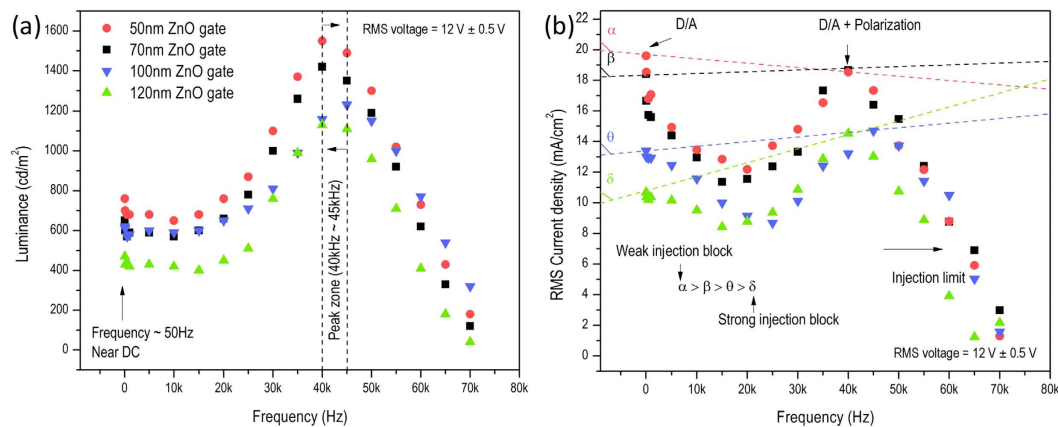 (a)
50nm ZnO gate
70nm ZnO gate
100nm ZnO gate
120nm ZnO gate
RMS voltage = 12 V ± 0.5 V
Peak zone (40kHz ~ 45kHz)
Frequency ~ 50Hz
Near DC
Luminance (cd/m²)
1600
1400
1200
1000
800
600
400
200
0
0
10k
20k
30k
40k
50k
60k
70k
80k
Frequency (Hz)
(b)
D/A
D/A + Polarization
α
β
θ
δ
Weak injection block
α > β > θ > δ
Strong injection block
Injection limit
RMS voltage = 12 V ± 0.5 V
RMS Current density (mA/cm²)
22
20
18
16
14
12
10
8
6
4
2
0
0
10k
20k
30k
40k
50k
60k
70k
80k
Frequency (Hz)